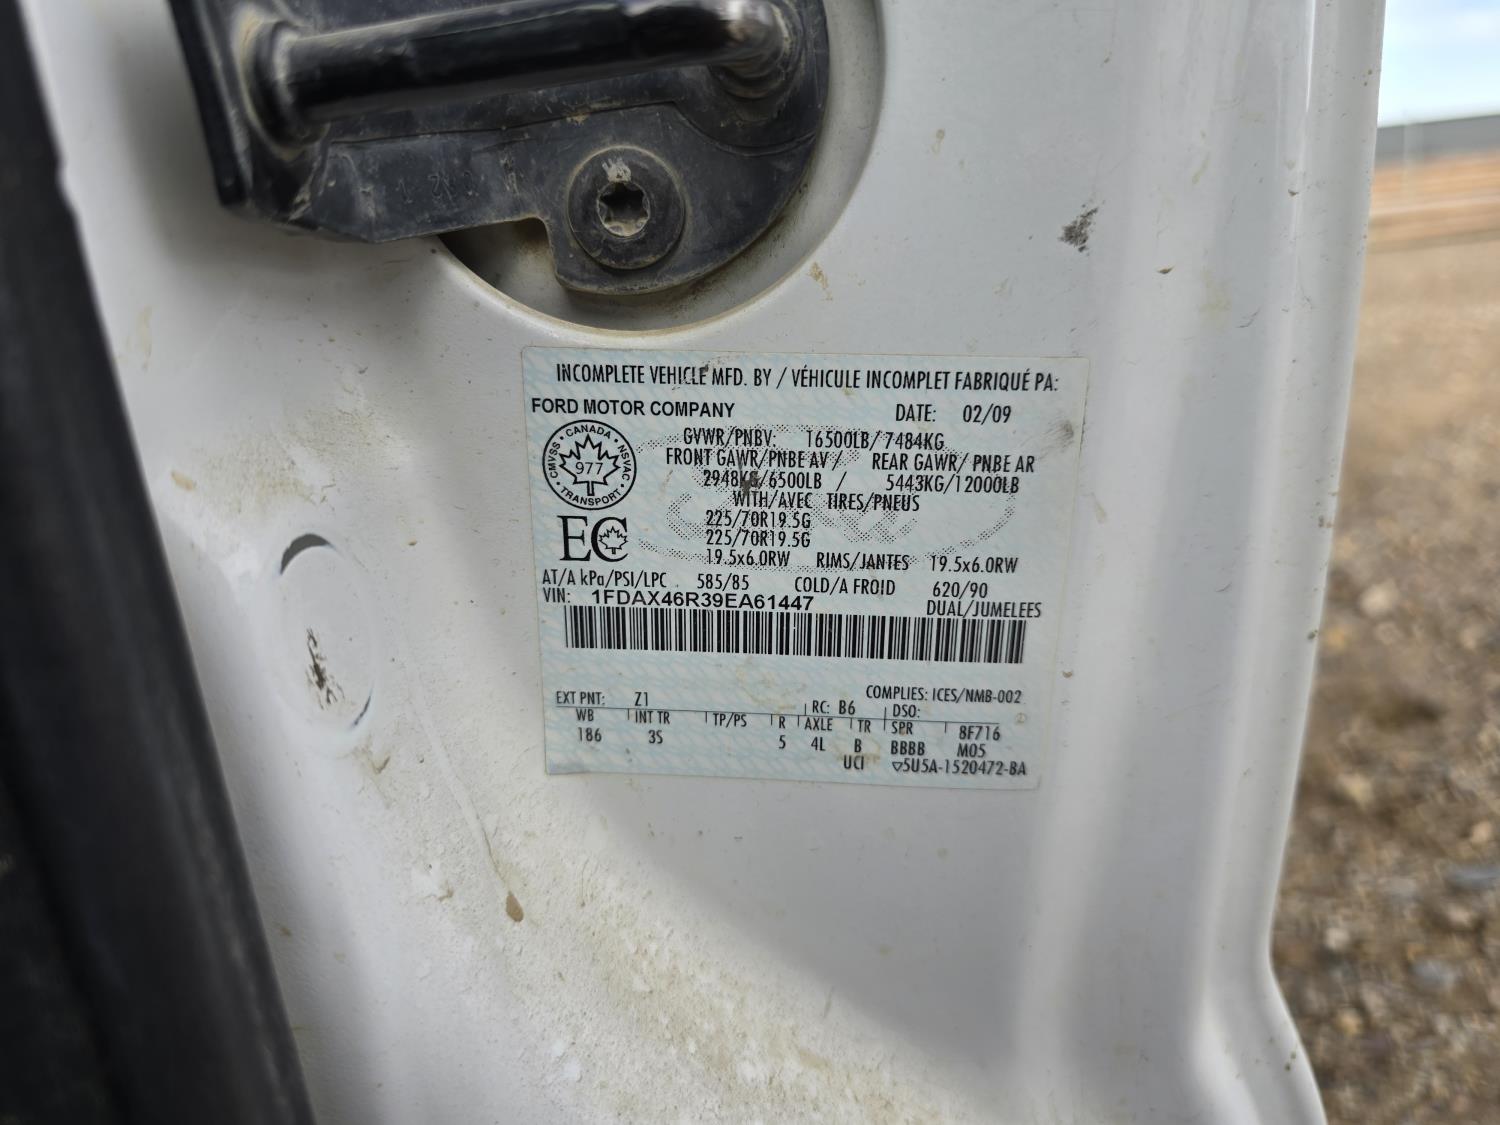 INCOMPLETE VEHICLE MFD. BY / VÉHICULE INCOMPLET FABRIQUÉ PA:
FORD MOTOR COMPANY DATE: 02/09
GVWR/PNBV: 16500LB/ 7484KG
FRONT GAWR/PNBE AV / REAR GAWR/ PNBE AR
2948KG/6500LB / 5443KG/12000LB
WITH/AVEC TIRES/PNEUS
225/70R19.5G
225/70R19.5G
19.5x6.0RW RIMS/JANTES 19.5x6.0RW
CANADA
CMVSS • NSVAC
977
TRANSPORT
EC
AT/A kPa/PSI/LPC 585/85 COLD/A FROID 620/90
VIN: 1FDAX46R39EA61447 DUAL/JUMELEES
COMPLIES: ICES/NMB-002
EXT PNT: Z1 RC: B6 DSO:
WB INT TR TP/PS R AXLE TR SPR 8F716
186 3S 5 4L B BBBB M05
UCI ▽5U5A-1520472-BA